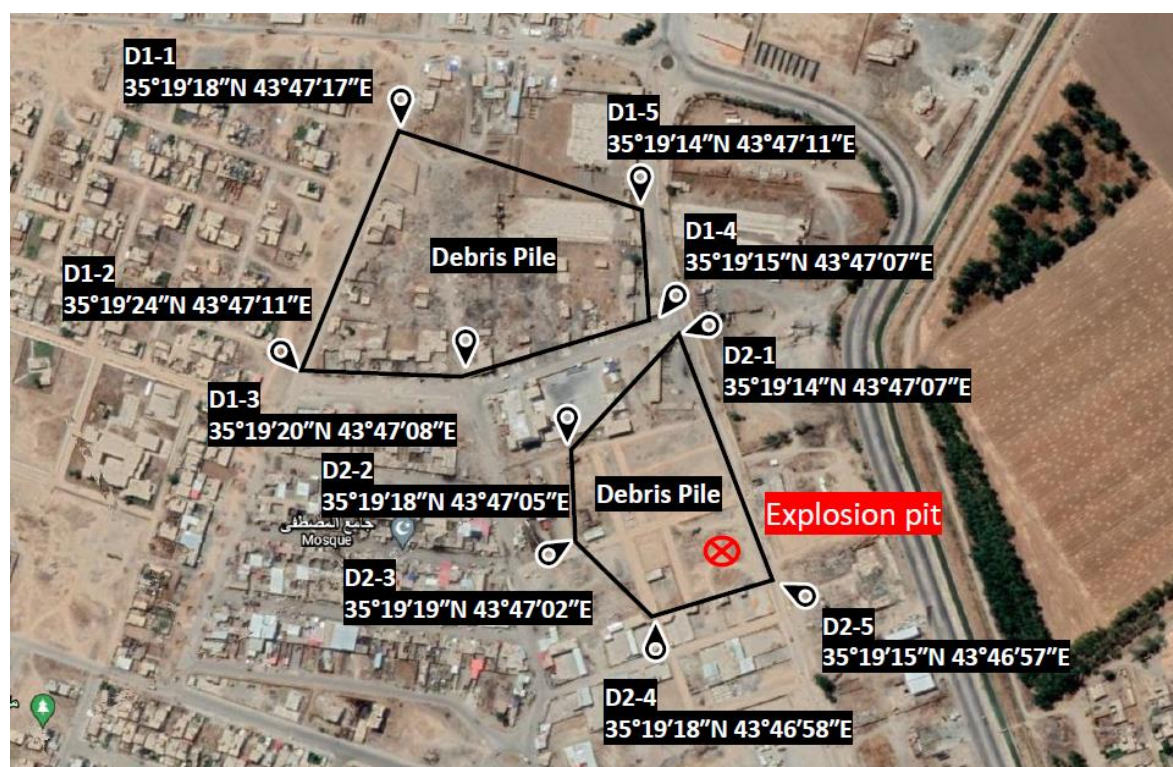 D1-1
35°19′18″N 43°47′17″E
D1-5
35°19′14″N 43°47′11″E
D1-4
35°19′15″N 43°47′07″E
Debris Pile
D1-2
35°19′24″N 43°47′11″E
D2-1
35°19′14″N 43°47′07″E
D1-3
35°19′20″N 43°47′08″E
D2-2
35°19′18″N 43°47′05″E
Debris Pile
Explosion pit
جامع المصطفى
Mosque
D2-3
35°19′19″N 43°47′02″E
D2-5
35°19′15″N 43°46′57″E
D2-4
35°19′18″N 43°46′58″E